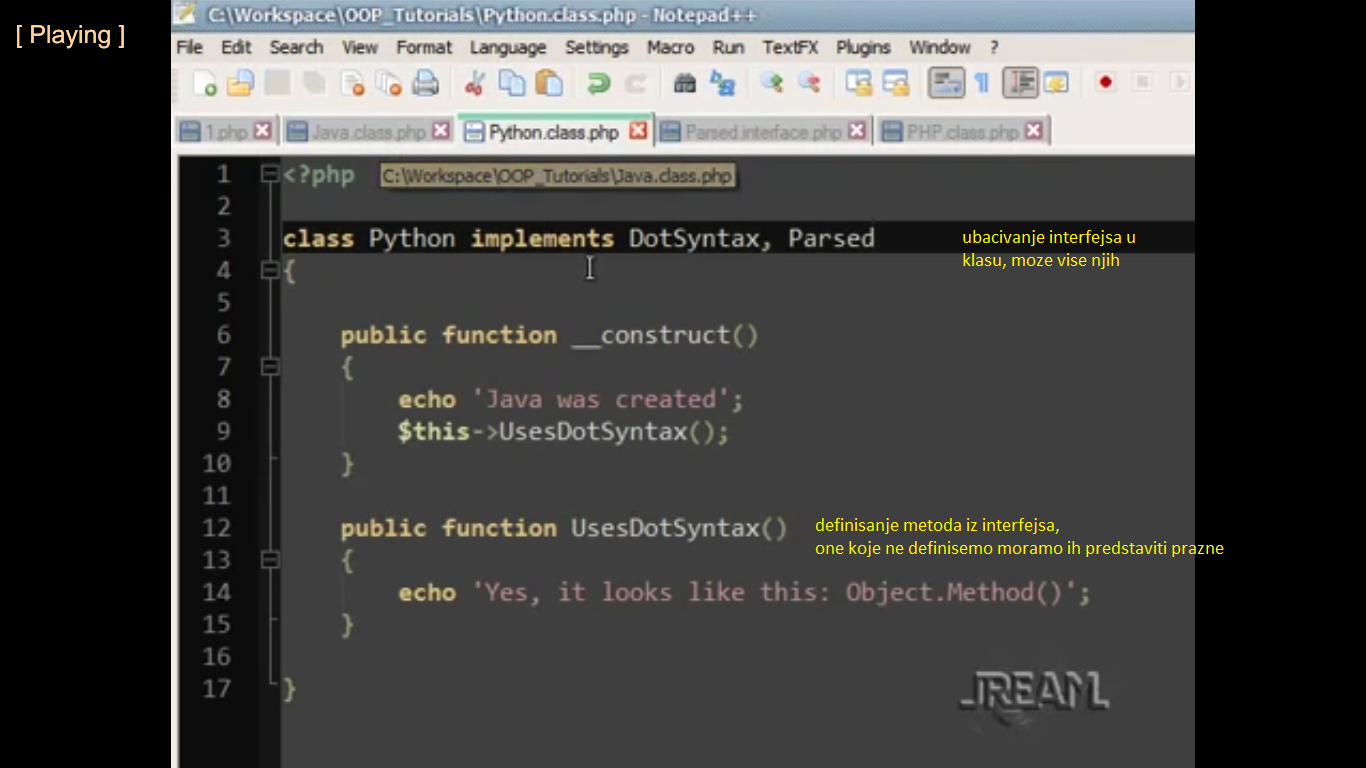 [ Playing ]
C:\Workspace\OOP_Tutorials\Python.class.php - Notepad++
File Edit Search View Format Language Settings Macro Run TextFX Plugins Window ?
1.php Java.class.php Python.class.php Parsed.interface.php PHP.class.php
1 <?php C:\Workspace\OOP_Tutorials\Java.class.php
2
3 class Python implements DotSyntax, Parsed
ubacivanje interfejsa u
klasu, moze vise njih
4 {
5
6 public function __construct()
7 {
8 echo 'Java was created';
9 $this->UsesDotSyntax();
10 }
11
12 public function UsesDotSyntax()
definisanje metoda iz interfejsa,
one koje ne definisemo moramo ih predstaviti prazne
13 {
14 echo 'Yes, it looks like this: Object.Method()';
15 }
16
17 }
JREAM